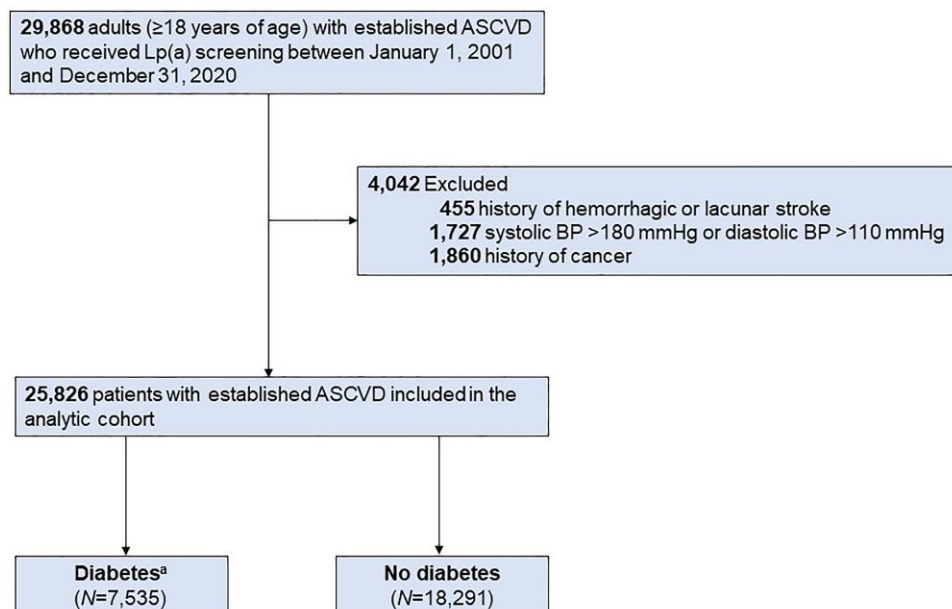 29,868 adults (≥18 years of age) with established ASCVD
who received Lp(a) screening between January 1, 2001
and December 31, 2020
4,042 Excluded
455 history of hemorrhagic or lacunar stroke
1,727 systolic BP >180 mmHg or diastolic BP >110 mmHg
1,860 history of cancer
25,826 patients with established ASCVD included in the
analytic cohort
Diabetesᵃ
(N=7,535)
No diabetes
(N=18,291)